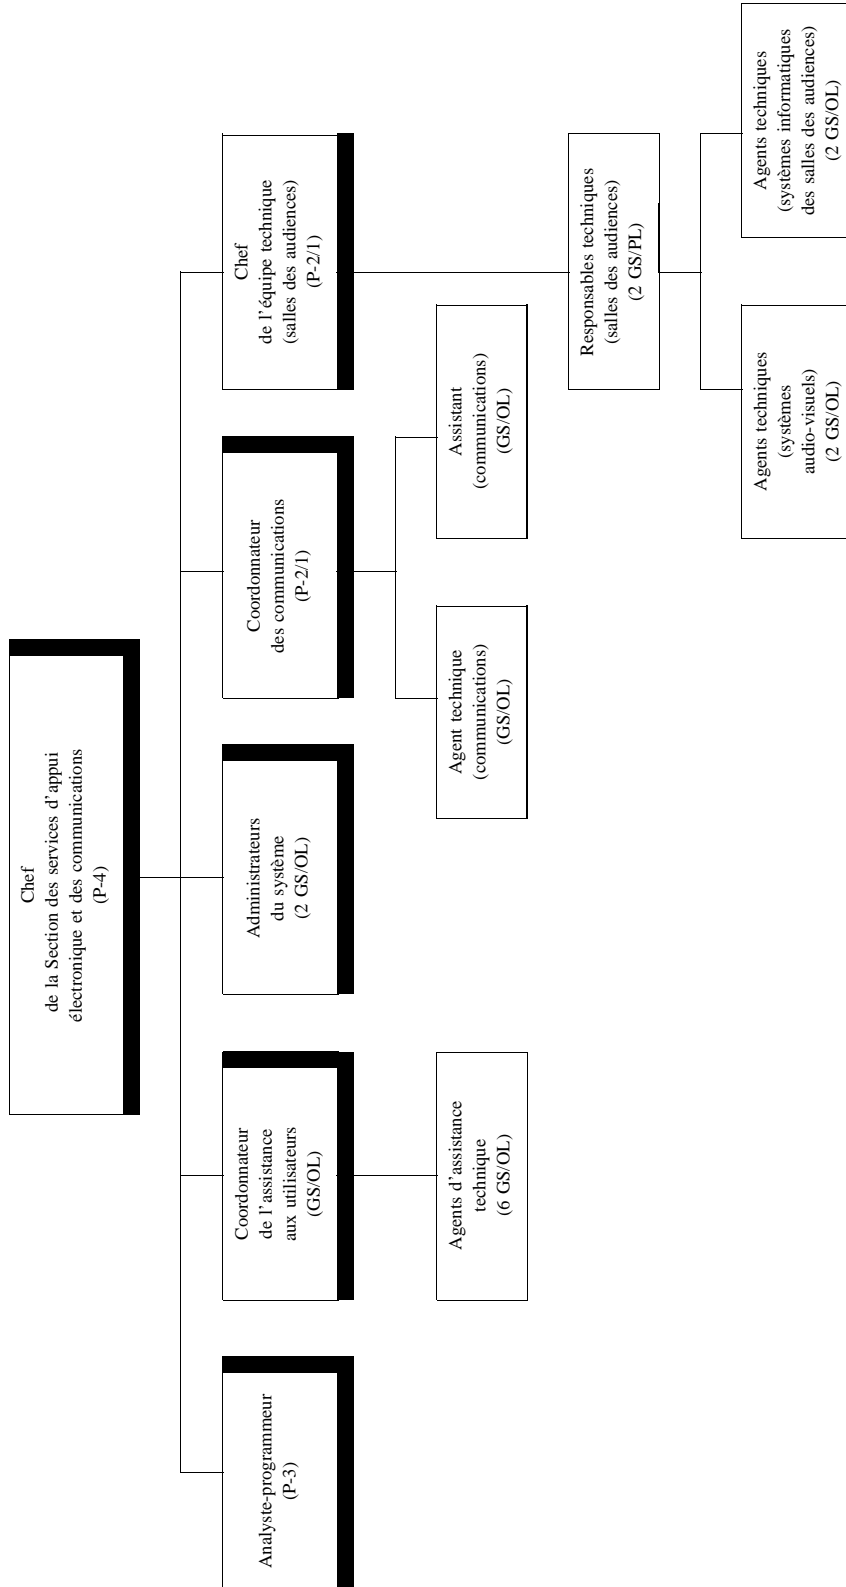 Chef
de la Section des services d'appui
électronique et des communications
(P-4)
Analyste-programmeur
(P-3)
Coordonnateur
de l'assistance
aux utilisateurs
(GS/OL)
Administrateurs
du système
(2 GS/OL)
Coordonnateur
des communications
(P-2/1)
Chef
de l'équipe technique
(salles des audiences)
(P-2/1)
Agents d'assistance
technique
(6 GS/OL)
Agent technique
(communications)
(GS/OL)
Assistant
(communications)
(GS/OL)
Responsables techniques
(salles des audiences)
(2 GS/PL)
Agents techniques
(systèmes
audio-visuels)
(2 GS/OL)
Agents techniques
(systèmes informatiques
des salles des audiences)
(2 GS/OL)